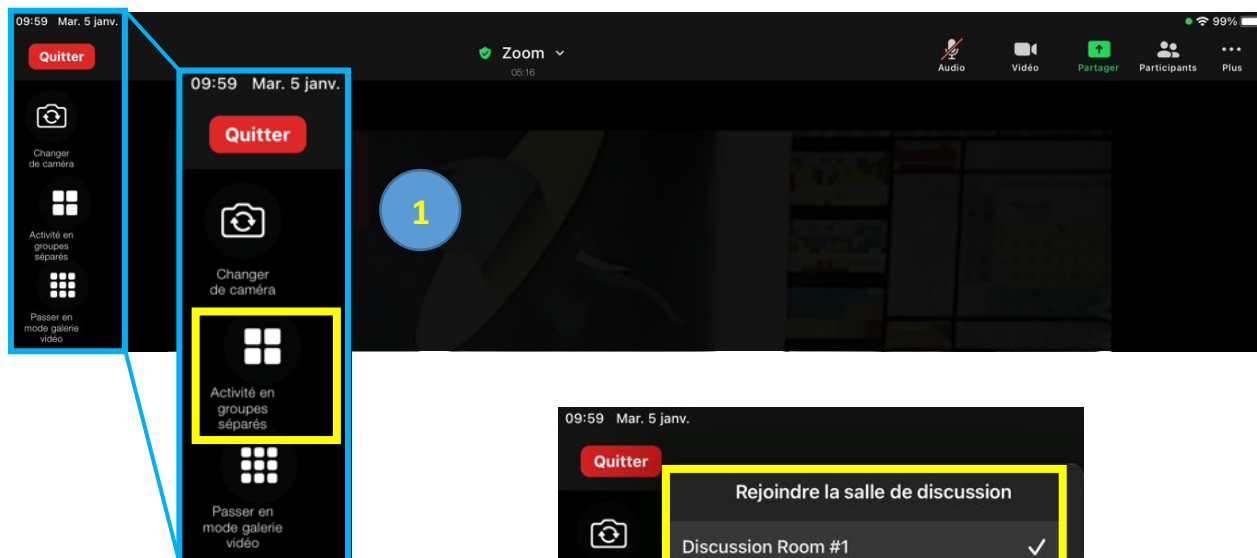 09:59 Mar. 5 janv.
99%
Quitter
Zoom
05:16
Audio
Vidéo
Partager
Participants
Plus
Changer
de caméra
Activité en
groupes
séparés
Passer en
mode galerie
vidéo
09:59 Mar. 5 janv.
Quitter
Changer
de caméra
Activité en
groupes
séparés
Passer en
mode galerie
vidéo
1
09:59 Mar. 5 janv.
Quitter
Rejoindre la salle de discussion
Discussion Room #1